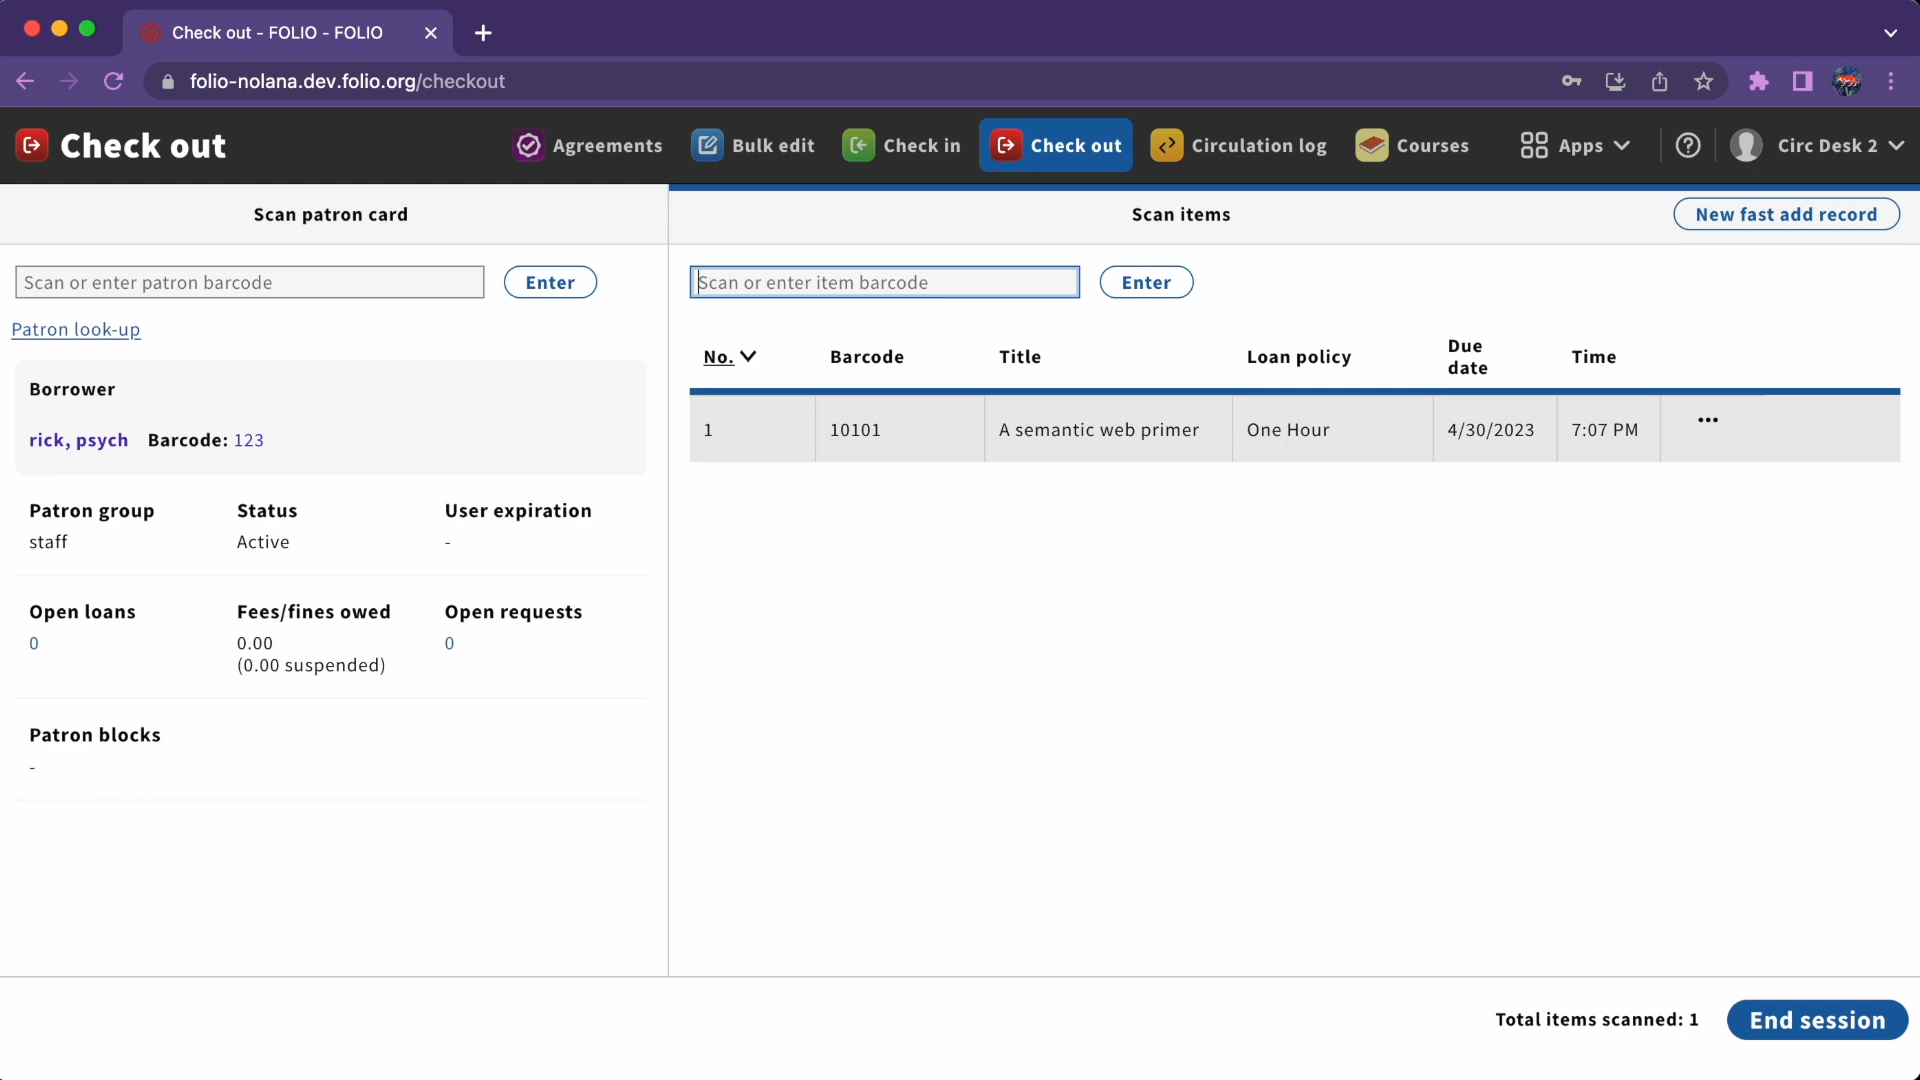 Check out - FOLIO - FOLIO
folio-nolana.dev.folio.org/checkout
Check out
Agreements
Bulk edit
Check in
Check out
Circulation log
Courses
Apps
Circ Desk 2
Scan patron card
Scan or enter patron barcode
Enter
Patron look-up
Borrower
rick, psych Barcode: 123
Patron group Status User expiration
staff Active -
Open loans Fees/fines owed Open requests
0 0.00 0
(0.00 suspended)
Patron blocks
-
Scan items
New fast add record
Scan or enter item barcode
Enter
No. Barcode Title Loan policy Due date Time
1 10101 A semantic web primer One Hour 4/30/2023 7:07 PM
Total items scanned: 1
End session